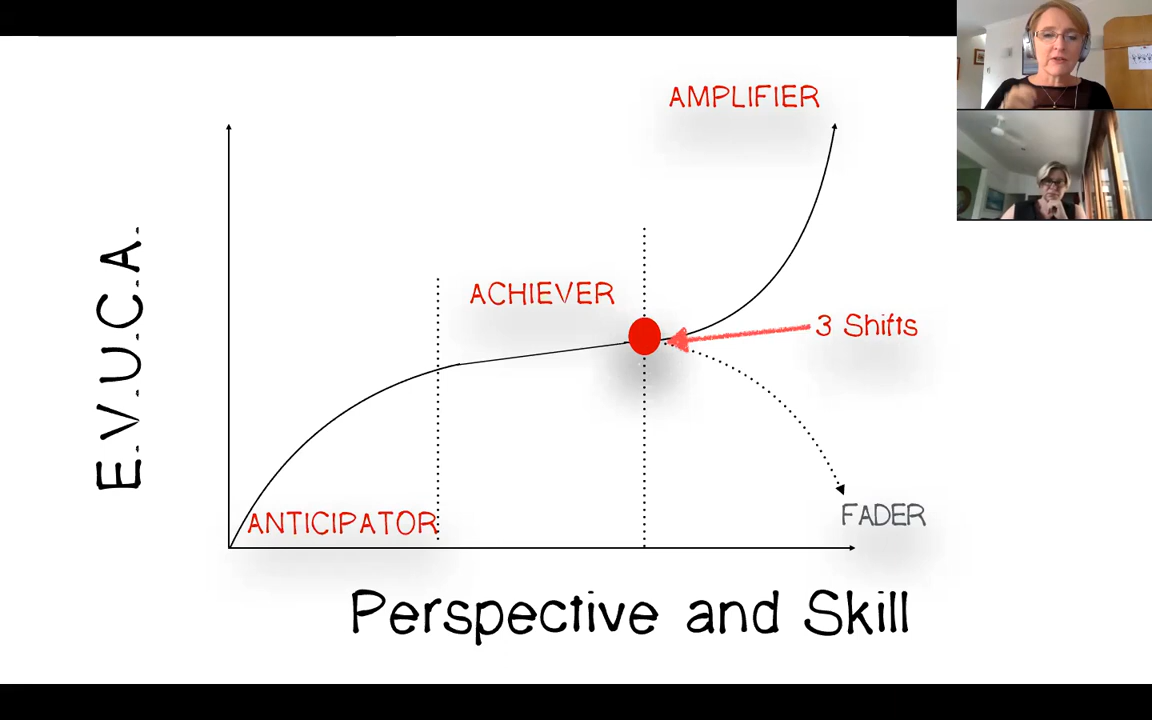 AMPLIFIER
ACHIEVER
3 Shifts
E.V.U.C.A.
ANTICIPATOR
FADER
Perspective and Skill